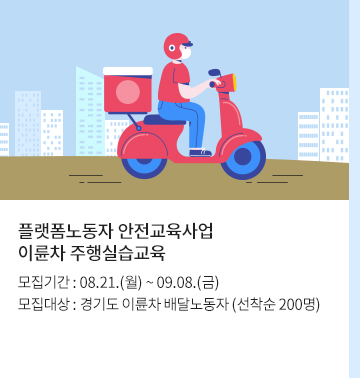 플랫폼노동자 안전교육사업
이륜차 주행실습교육
모집기간 : 08.21.(월) ~ 09.08.(금)
모집대상 : 경기도 이륜차 배달노동자 (선착순 200명)